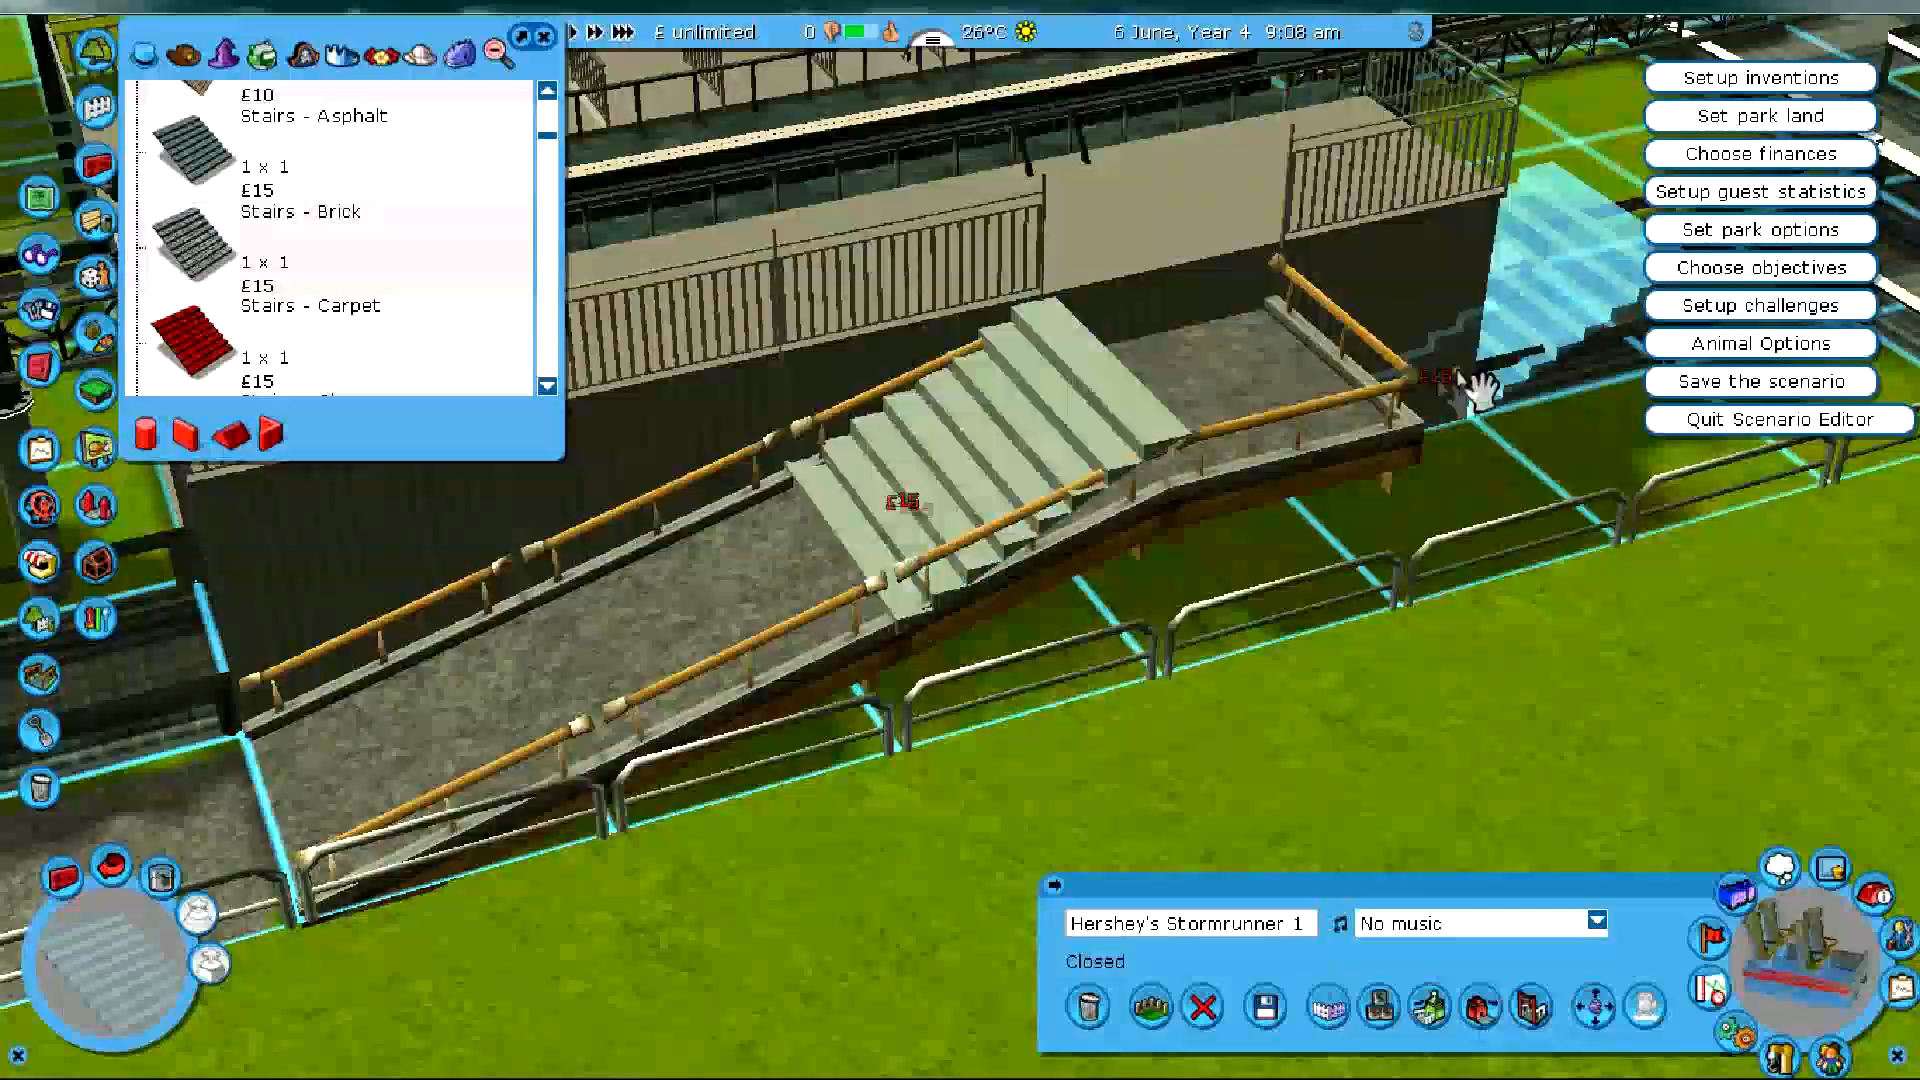 £ unlimited
0
26°C
6 June, Year 4 9:08 am
£10
Stairs - Asphalt
1 x 1
£15
Stairs - Brick
1 x 1
£15
Stairs - Carpet
1 x 1
£15
£15
£15
Setup inventions
Set park land
Choose finances
Setup guest statistics
Set park options
Choose objectives
Setup challenges
Animal Options
Save the scenario
Quit Scenario Editor
Hershey's Stormrunner 1
No music
Closed